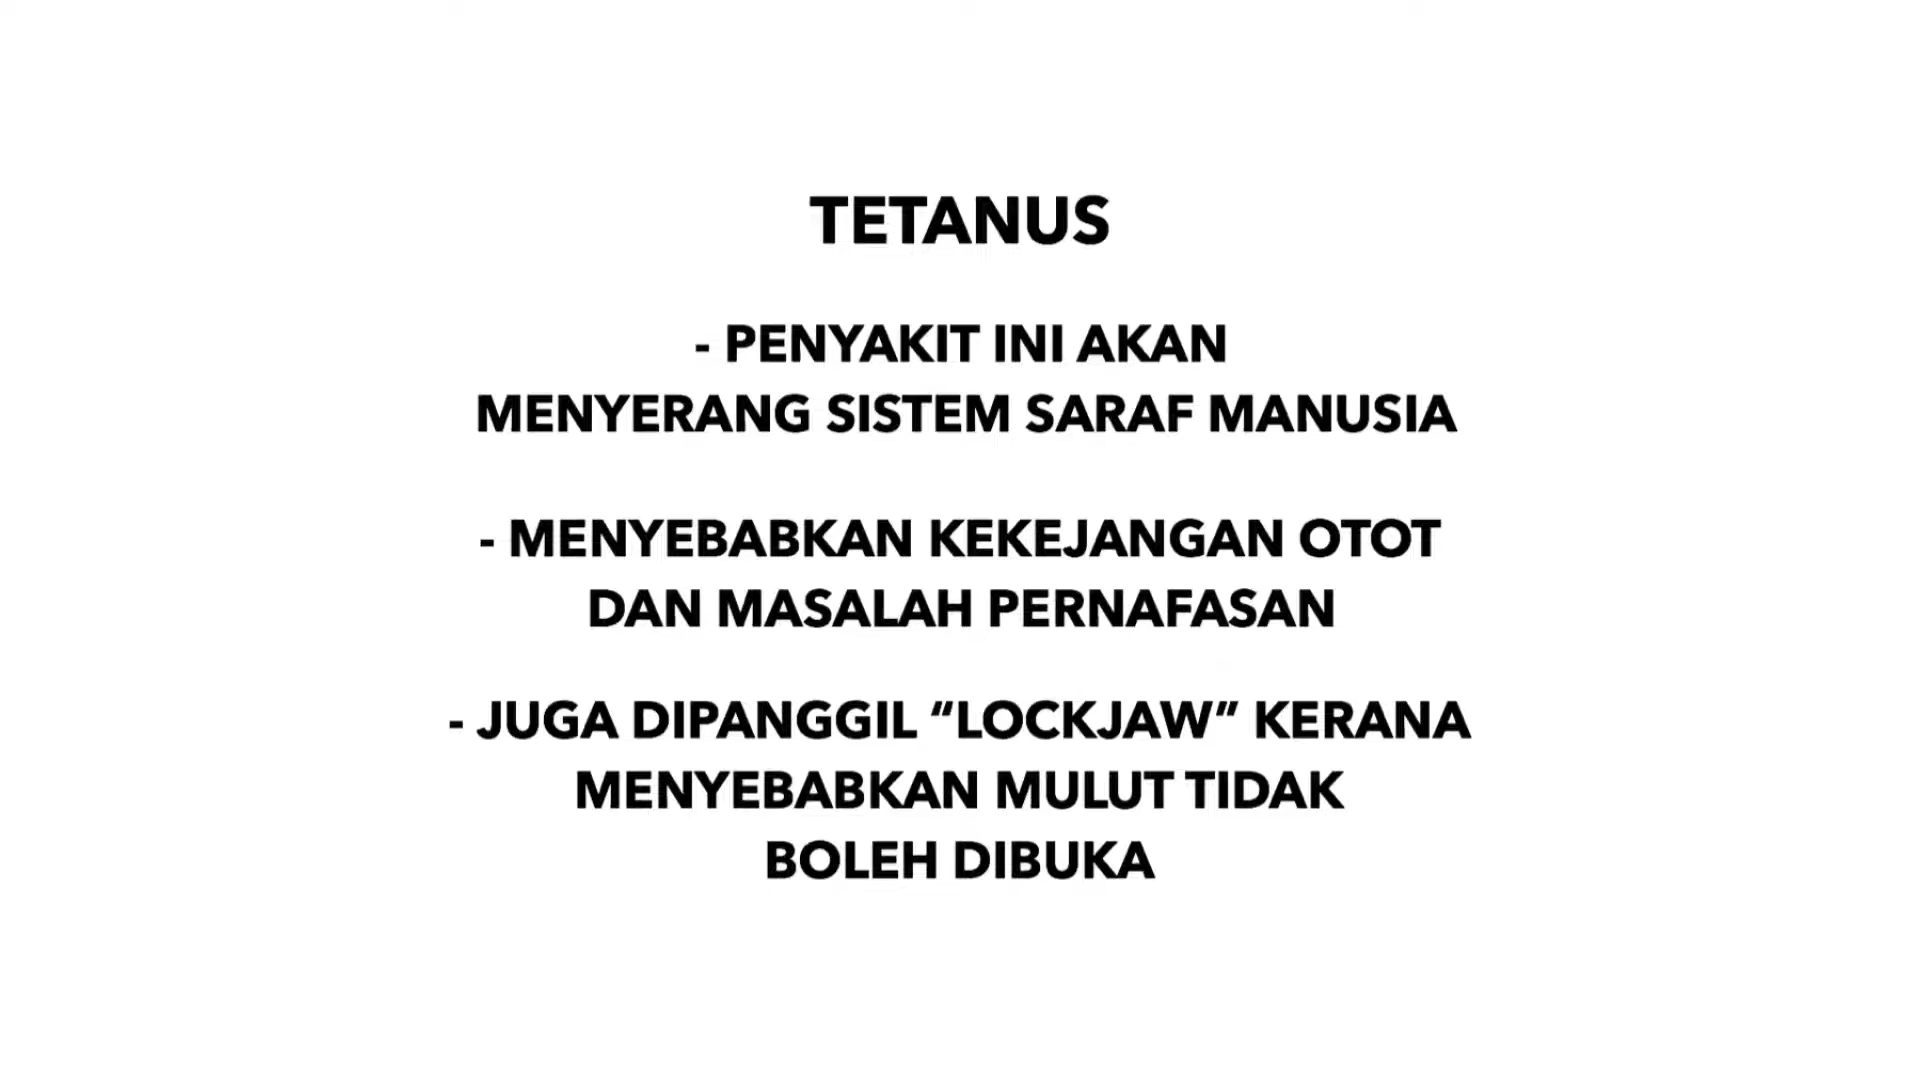 TETANUS
- PENYAKIT INI AKAN
MENYERANG SISTEM SARAF MANUSIA
- MENYEBABKAN KEKEJANGAN OTOT
DAN MASALAH PERNAFASAN
- JUGA DIPANGGIL “LOCKJAW” KERANA
MENYEBABKAN MULUT TIDAK
BOLEH DIBUKA